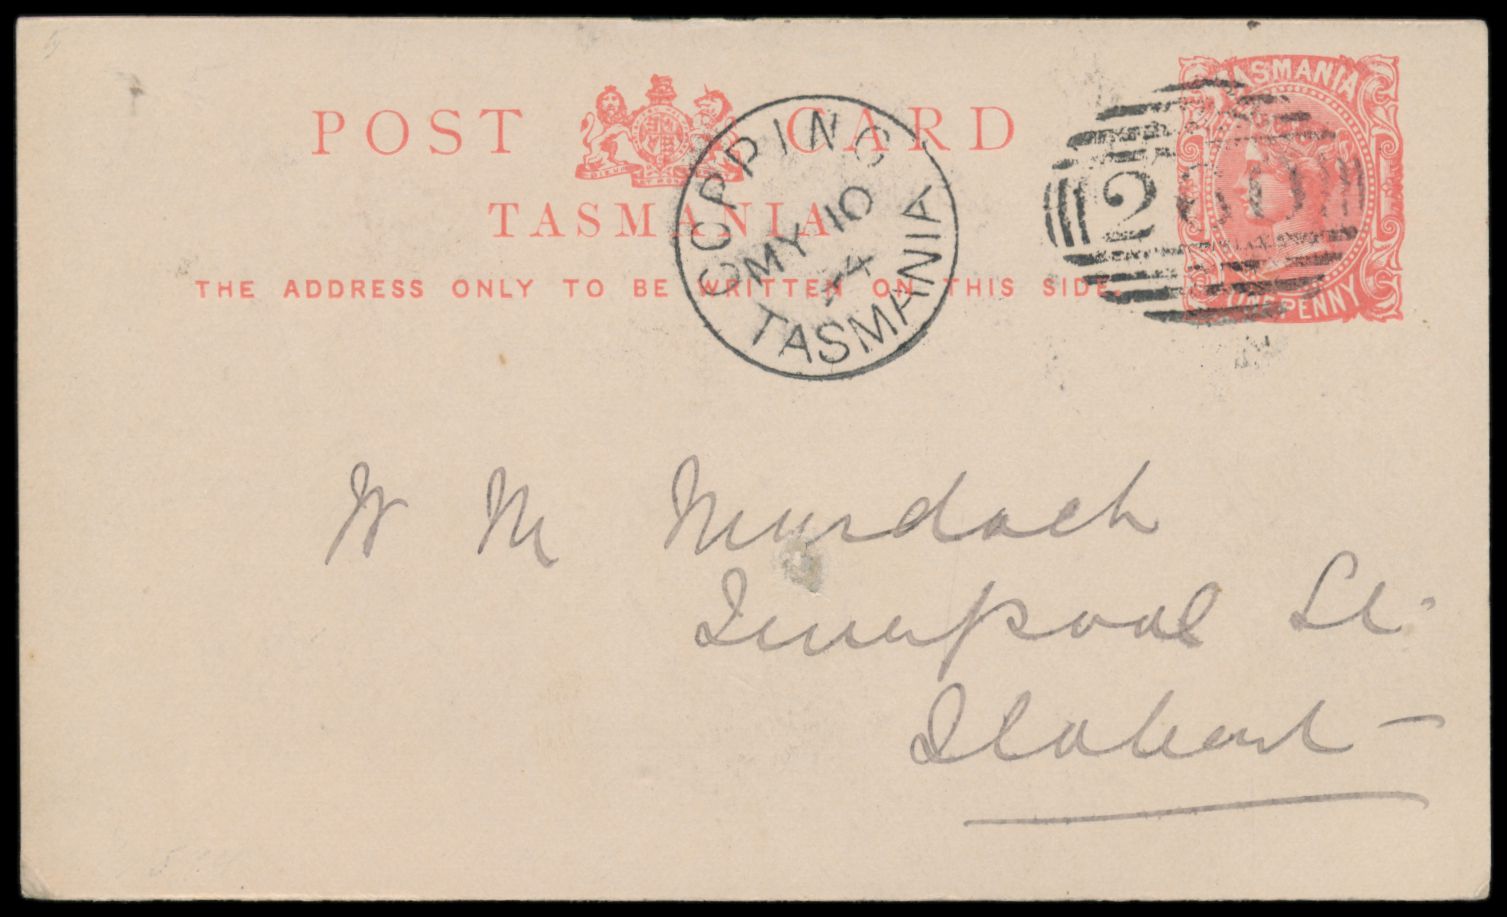 POST CARD
TASMANIA
THE ADDRESS ONLY TO BE WRITTEN ON THIS SIDE.
COPPING
MY 10
TASMANIA
TASMANIA
ONE PENNY
W M Murdoch
Liverpool St.
Hobart —